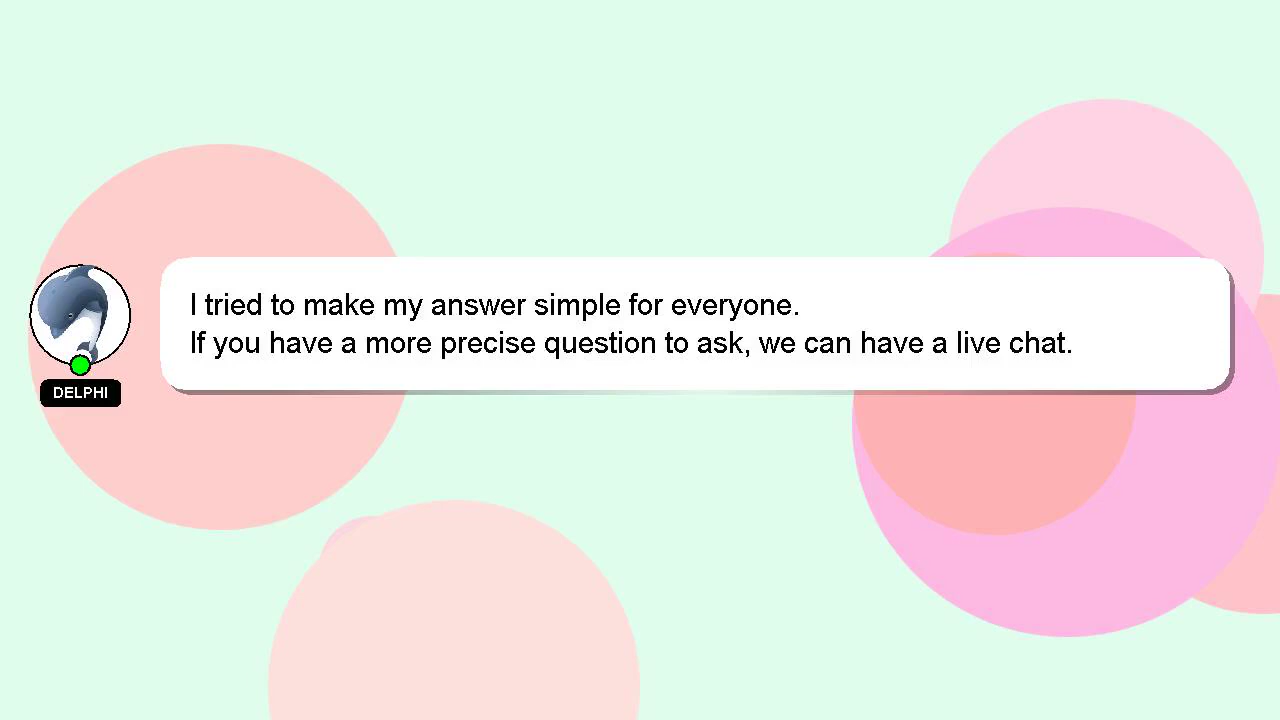 I tried to make my answer simple for everyone.
If you have a more precise question to ask, we can have a live chat.
DELPHI